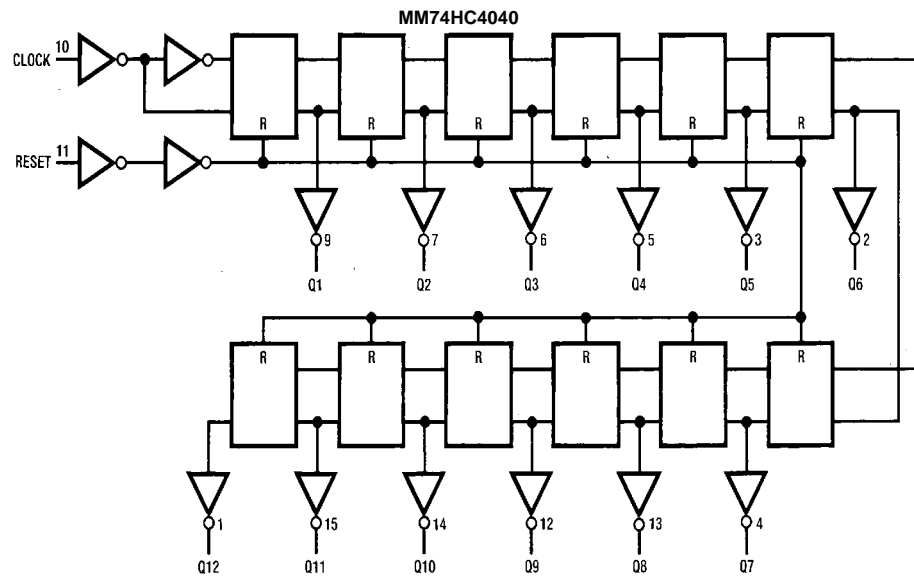 MM74HC4040
CLOCK 10
R R R R R R
RESET 11
9 7 6 5 3 2
Q1 Q2 Q3 Q4 Q5 Q6
R R R R R R
1 15 14 12 13 4
Q12 Q11 Q10 Q9 Q8 Q7